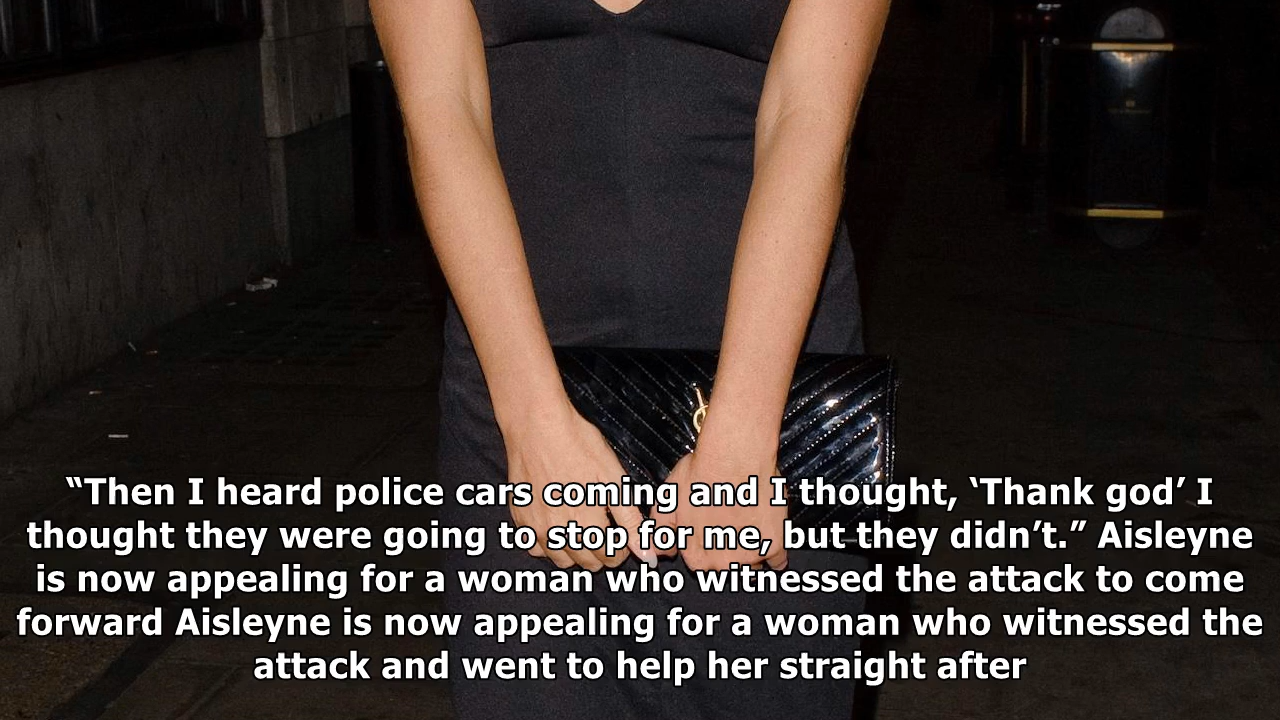 “Then I heard police cars coming and I thought, ‘Thank god’ I
thought they were going to stop for me, but they didn’t.” Aisleyne
is now appealing for a woman who witnessed the attack to come
forward Aisleyne is now appealing for a woman who witnessed the
attack and went to help her straight after